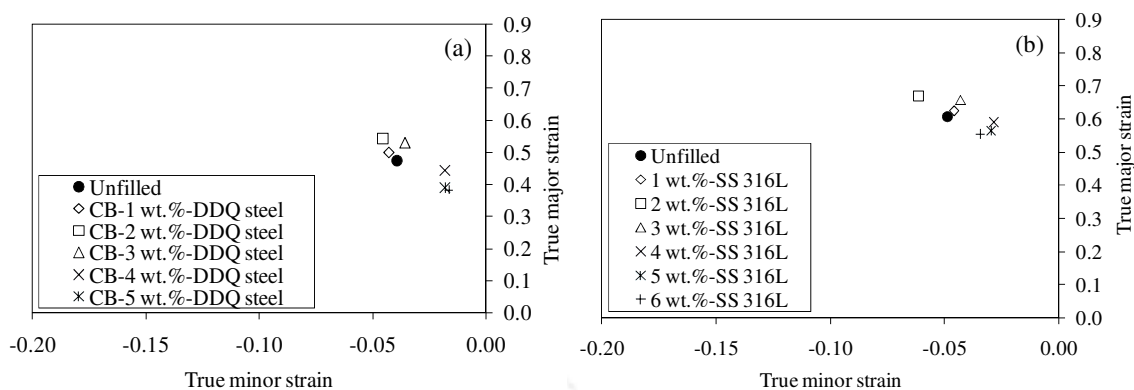 (a)
0.9
0.8
0.7
0.6
0.5
0.4
0.3
0.2
0.1
0.0
True major strain
Unfilled
CB-1 wt.%-DDQ steel
CB-2 wt.%-DDQ steel
CB-3 wt.%-DDQ steel
CB-4 wt.%-DDQ steel
CB-5 wt.%-DDQ steel
-0.20 -0.15 -0.10 -0.05 0.00
True minor strain
(b)
0.9
0.8
0.7
0.6
0.5
0.4
0.3
0.2
0.1
0.0
True major strain
Unfilled
1 wt.%-SS 316L
2 wt.%-SS 316L
3 wt.%-SS 316L
4 wt.%-SS 316L
5 wt.%-SS 316L
6 wt.%-SS 316L
-0.20 -0.15 -0.10 -0.05 0.00
True minor strain